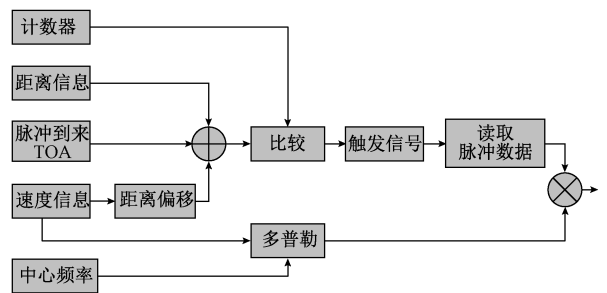 计数器
距离信息
脉冲到来
TOA
比较
触发信号
读取
脉冲数据
速度信息
距离偏移
多普勒
中心频率